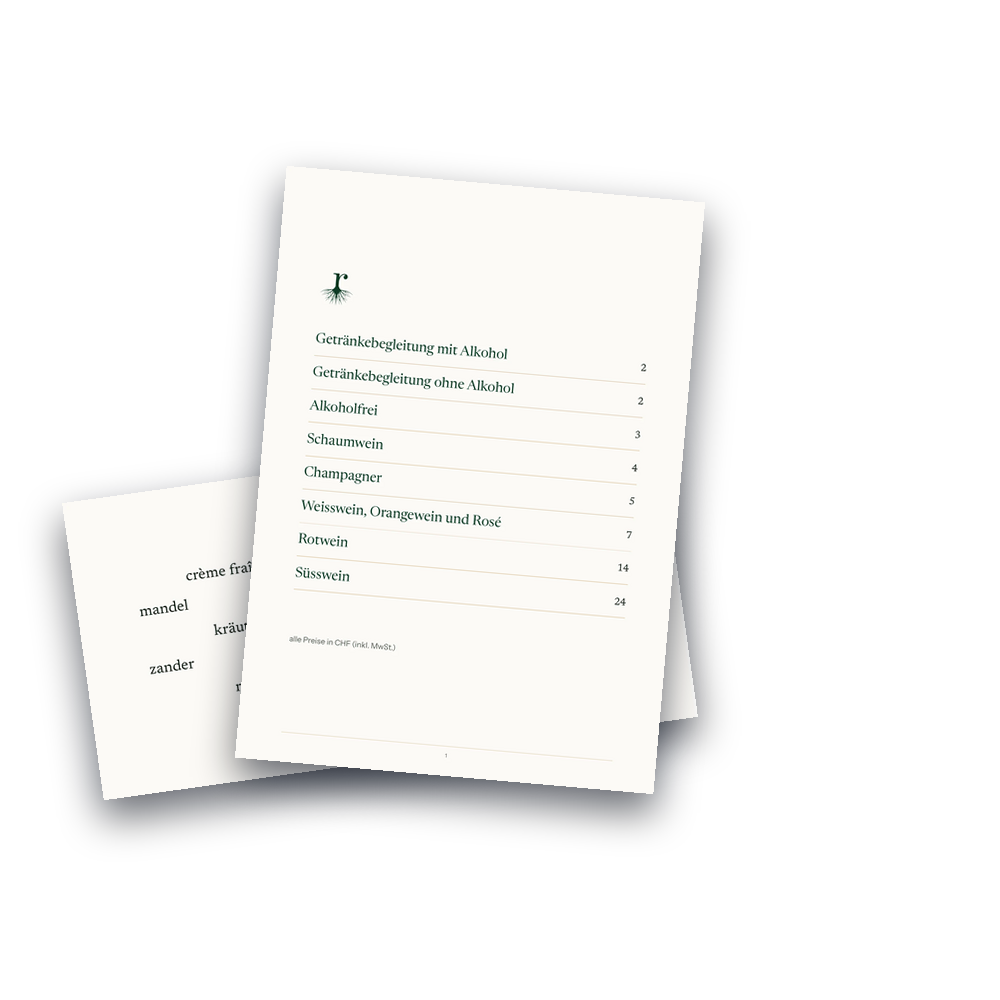 r
Getränkebegleitung mit Alkohol 2
Getränkebegleitung ohne Alkohol 2
Alkoholfrei 3
Schaumwein 4
Champagner 5
Weisswein, Orangewein und Rosé 7
Rotwein 14
Süsswein 24
alle Preise in CHF (inkl. MwSt.)
1
crème
mandel
zander